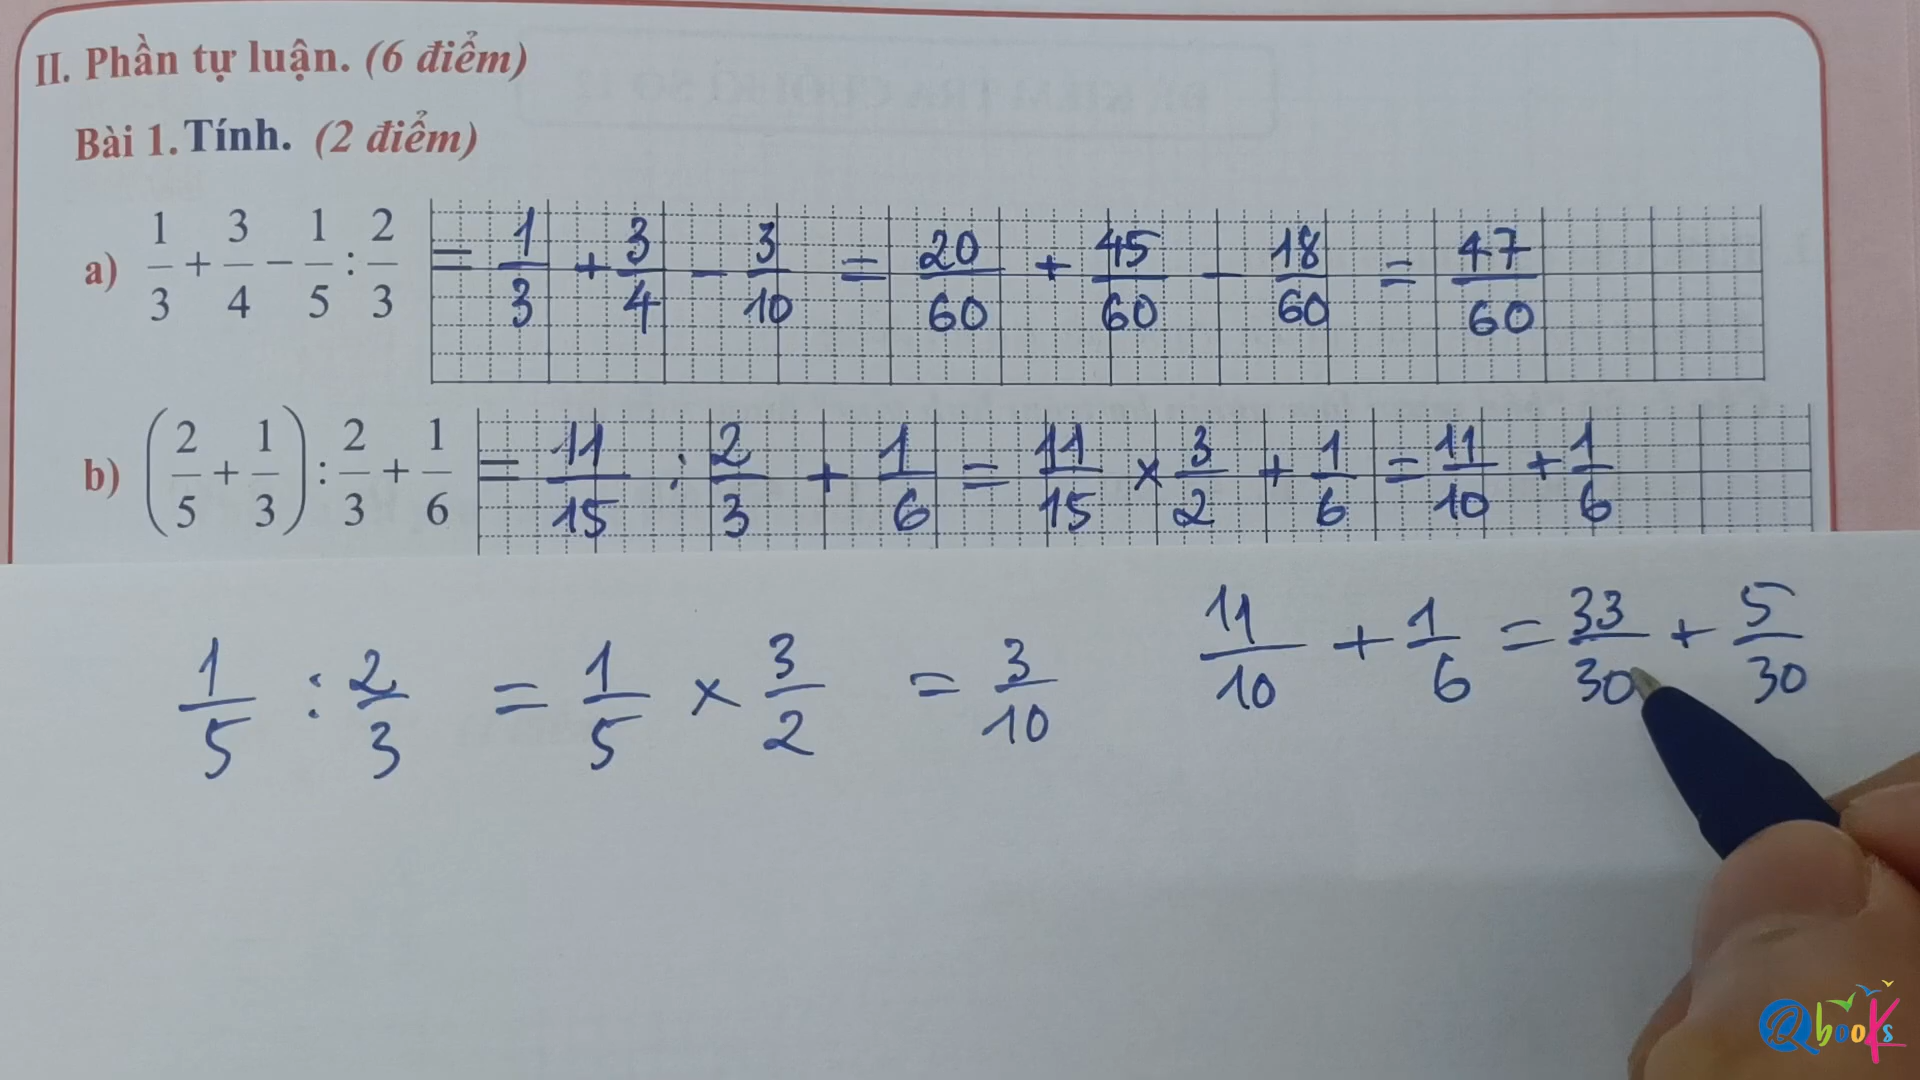 II. Phần tự luận. (6 điểm)
Bài 1. Tính. (2 điểm)
a) 1/3 + 3/4 − 1/5 : 2/3 = 1/3 + 3/4 − 3/10 = 20/60 + 45/60 − 18/60 = 47/60
b) (2/5 + 1/3) : 2/3 + 1/6 = 11/15 : 2/3 + 1/6 = 11/15 × 3/2 + 1/6 = 11/10 + 1/6
1/5 : 2/3 = 1/5 × 3/2 = 3/10
11/10 + 1/6 = 33/30 + 5/30
Qbooks